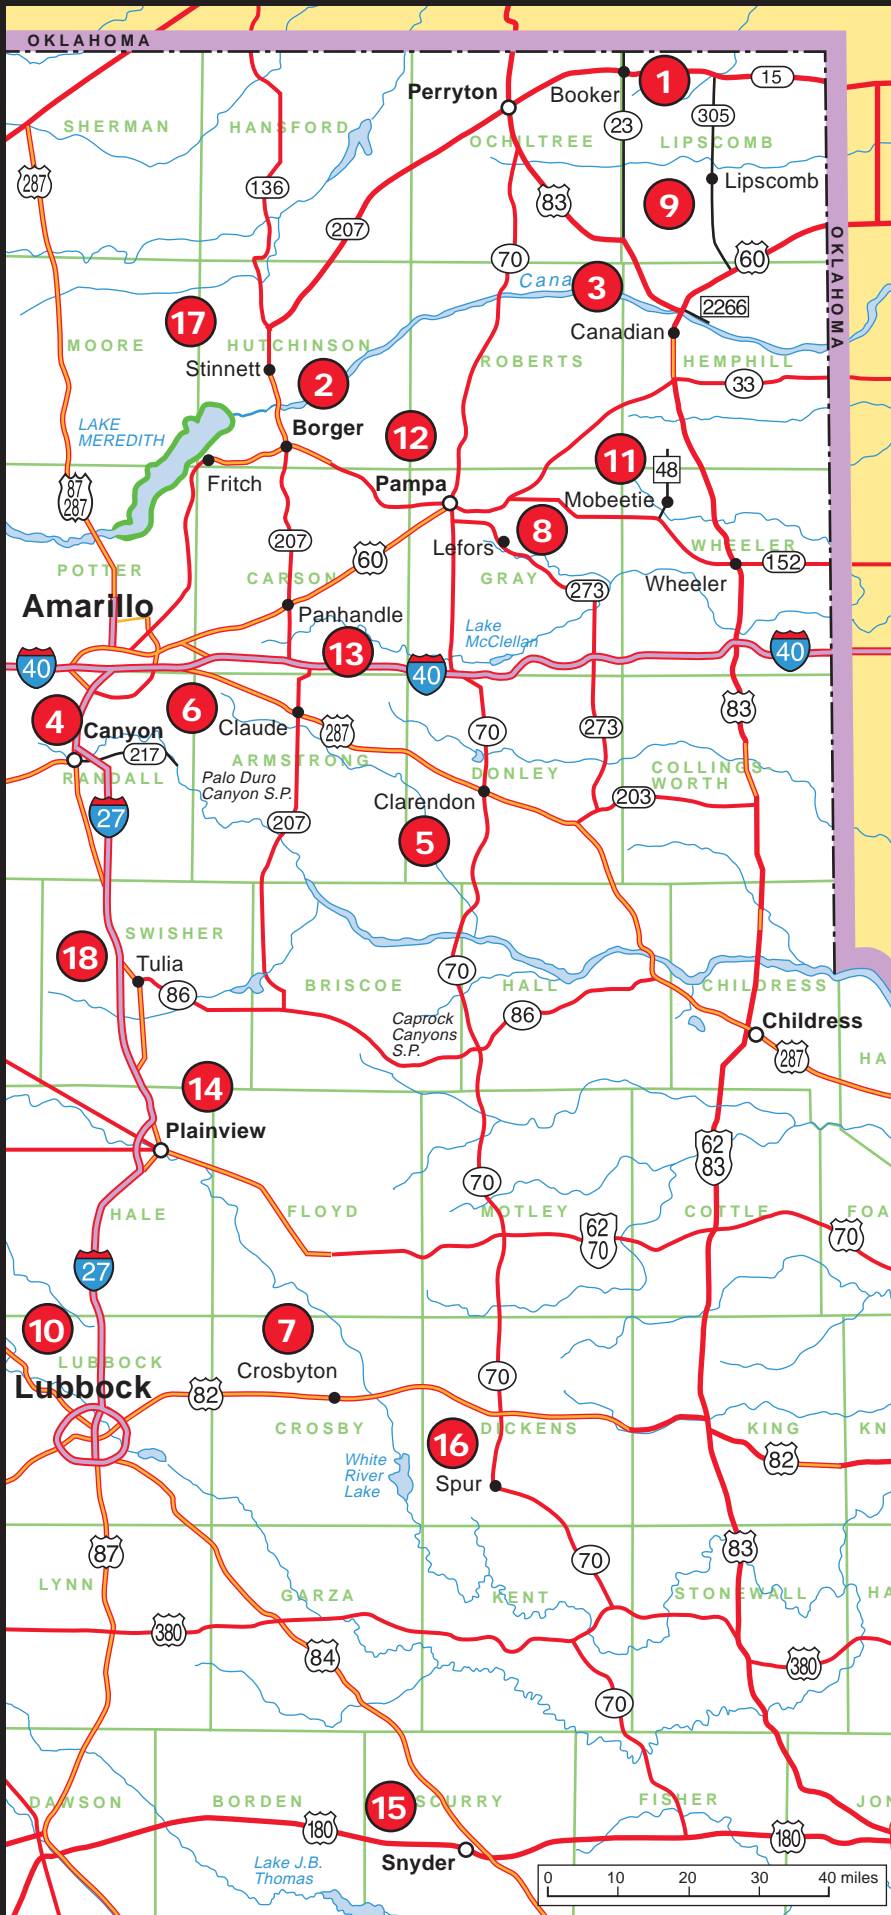 OKLAHOMA
Perryton
Booker
1
15
SHERMAN
HANSFORD
OCHILTREE
23
305
LIPSCOMB
287
136
Lipscomb
83
9
207
70
60
OKLAHOMA
Cana
3
2266
17
MOORE
HUTCHINSON
Canadian
ROBERTS
HEMPHILL
Stinnett
2
33
LAKE
MEREDITH
Borger
12
11
48
Fritch
Pampa
Mobeetie
87
287
207
60
Lefors
8
WHEELER
152
POTTER
CARSON
GRAY
273
Wheeler
Amarillo
Panhandle
Lake
McClellan
40
13
40
40
4
Canyon
6
Claude
287
70
273
83
217
RANDALL
ARMSTRONG
DONLEY
COLLINGS-
WORTH
Palo Duro
Canyon S.P.
Clarendon
203
27
207
5
SWISHER
18
Tulia
86
BRISCOE
70
HALL
CHILDRESS
86
Caprock
Canyons
S.P.
Childress
287
HA
14
Plainview
62
83
70
HALE
FLOYD
MOTLEY
COTTLE
FOA
62
70
70
27
10
7
LUBBOCK
Crosbyton
Lubbock
82
70
CROSBY
16
DICKENS
KING
KN
82
White
River
Lake
Spur
87
83
70
LYNN
GARZA
KENT
STONEWALL
HA
380
84
380
70
DAWSON
BORDEN
15
SCURRY
FISHER
JON
180
180
Snyder
Lake J.B.
Thomas
0 10 20 30 40 miles